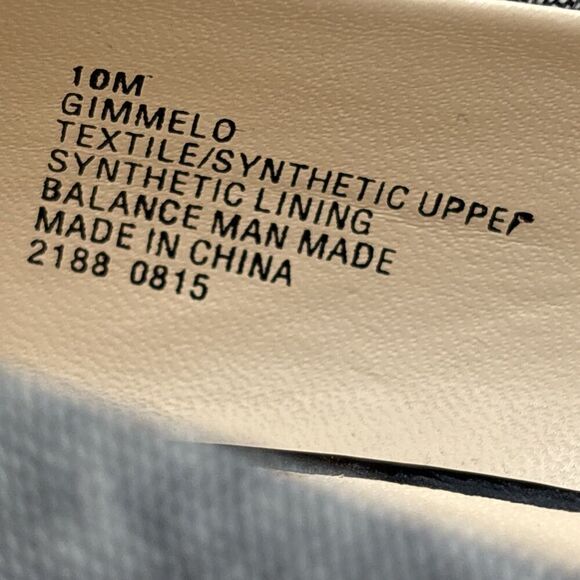 10M
GIMMELO
TEXTILE/SYNTHETIC UPPER
SYNTHETIC LINING
BALANCE MAN MADE
MADE IN CHINA
2188 0815